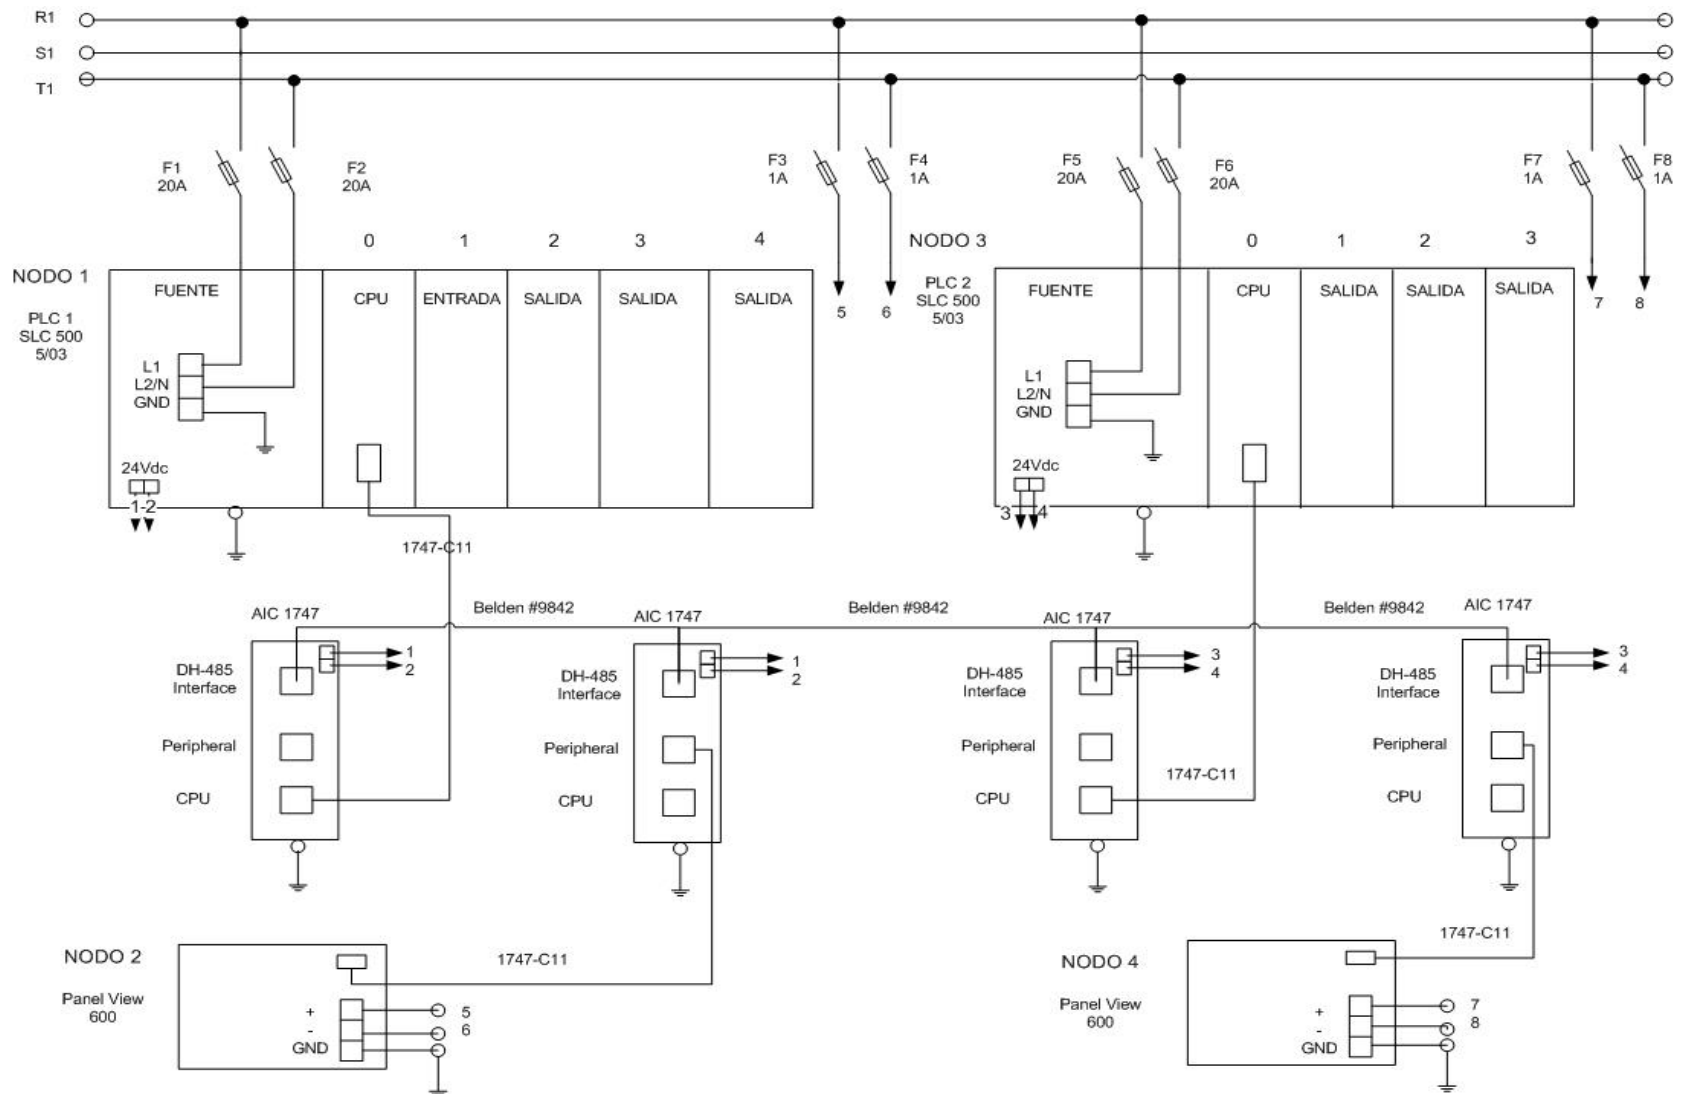 R1
S1
T1
F1
20A
F2
20A
F3
1A
F4
1A
F5
20A
F6
20A
F7
1A
F8
1A
0
1
2
3
4
NODO 3
0
1
2
3
NODO 1
PLC 1
SLC 500
5/03
FUENTE
CPU
ENTRADA
SALIDA
SALIDA
SALIDA
5
6
PLC 2
SLC 500
5/03
FUENTE
CPU
SALIDA
SALIDA
SALIDA
7
8
L1
L2/N
GND
24Vdc
1
2
L1
L2/N
GND
24Vdc
3
4
1747-C11
AIC 1747
Belden #9842
AIC 1747
Belden #9842
AIC 1747
Belden #9842
AIC 1747
DH-485
Interface
1
2
Peripheral
CPU
DH-485
Interface
1
2
Peripheral
CPU
DH-485
Interface
3
4
Peripheral
CPU
1747-C11
DH-485
Interface
3
4
Peripheral
CPU
NODO 2
Panel View
600
1747-C11
+
-
GND
5
6
NODO 4
Panel View
600
1747-C11
+
-
GND
7
8